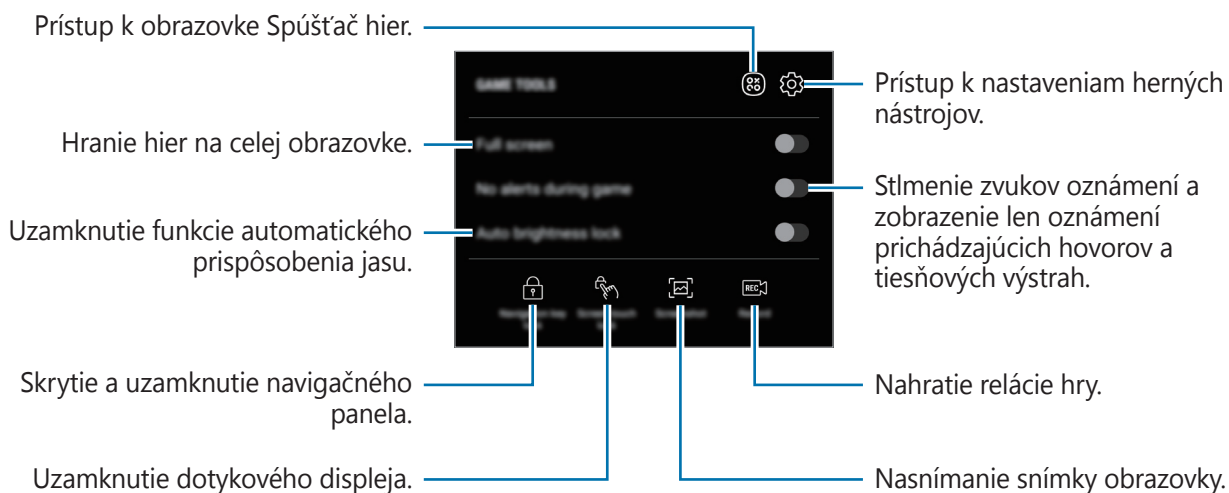 Prístup k obrazovke Spúšťač hier.
GAME TOOLS
Prístup k nastaveniam herných
nástrojov.
Hranie hier na celej obrazovke.
Full screen
No alerts during game
Stlmenie zvukov oznámení a
zobrazenie len oznámení
prichádzajúcich hovorov a
tiesňových výstrah.
Uzamknutie funkcie automatického
prispôsobenia jasu.
Auto brightness lock
REC
Skrytie a uzamknutie navigačného
panela.
Nahratie relácie hry.
Uzamknutie dotykového displeja.
Nasnímanie snímky obrazovky.